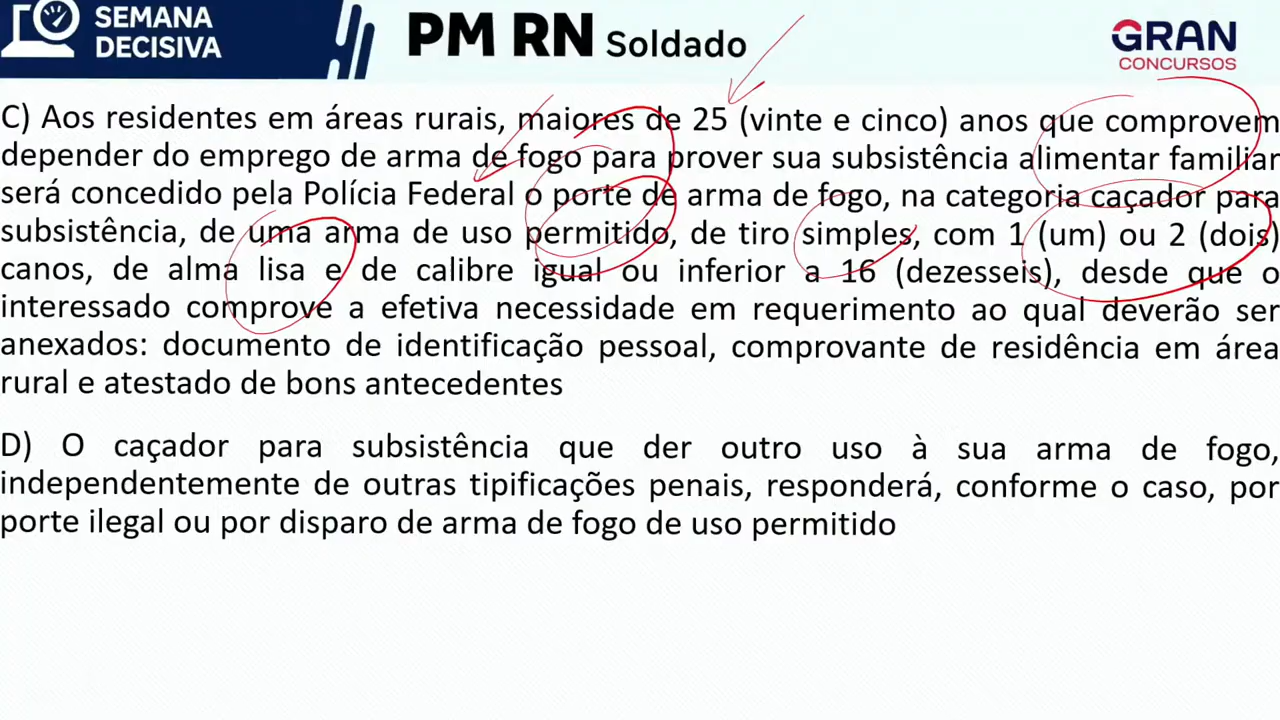 SEMANA
DECISIVA
PM RN Soldado
GRAN
CONCURSOS
C) Aos residentes em áreas rurais, maiores de 25 (vinte e cinco) anos que comprovem
depender do emprego de arma de fogo para prover sua subsistência alimentar familiar
será concedido pela Polícia Federal o porte de arma de fogo, na categoria caçador para
subsistência, de uma arma de uso permitido, de tiro simples, com 1 (um) ou 2 (dois)
canos, de alma lisa e de calibre igual ou inferior a 16 (dezesseis), desde que o
interessado comprove a efetiva necessidade em requerimento ao qual deverão ser
anexados: documento de identificação pessoal, comprovante de residência em área
rural e atestado de bons antecedentes
D) O caçador para subsistência que der outro uso à sua arma de fogo,
independentemente de outras tipificações penais, responderá, conforme o caso, por
porte ilegal ou por disparo de arma de fogo de uso permitido